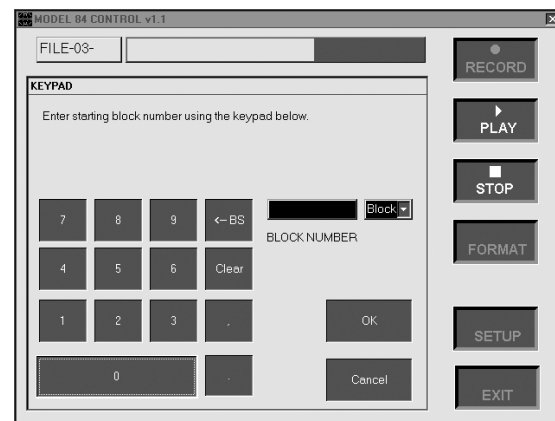 MODEL 84 CONTROL v1.1
FILE-03-
RECORD
KEYPAD
Enter starting block number using the keypad below.
PLAY
STOP
7 8 9 <-- BS
Block
BLOCK NUMBER
FORMAT
4 5 6 Clear
1 2 3 ,
OK
SETUP
0 .
Cancel
EXIT